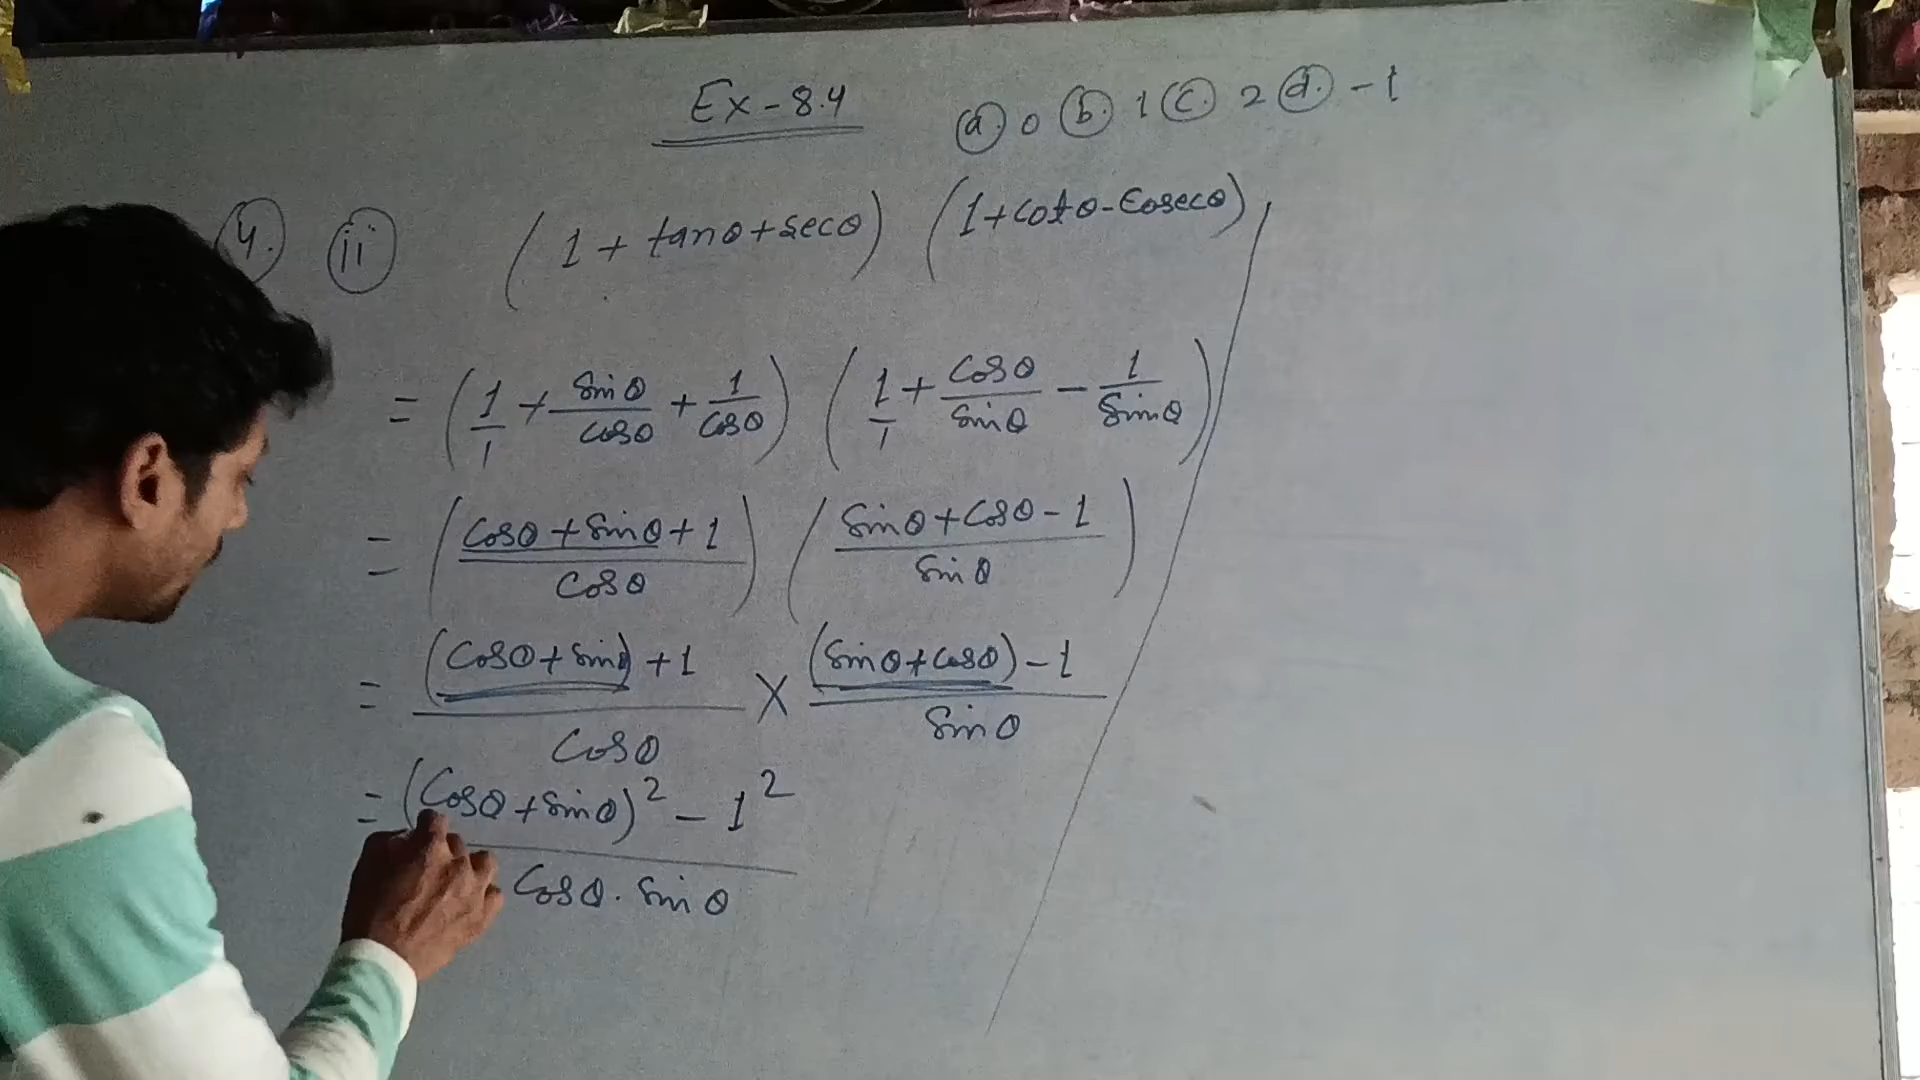 Ex-8.4
(a.) 0 (b.) 1 (c.) 2 (d.) -1
(4.) (ii) (1 + tanθ + secθ) (1 + cotθ - Cosecθ)
= (1/1 + Sinθ/Cosθ + 1/Cosθ) (1/1 + Cosθ/Sinθ - 1/Sinθ)
= ((Cosθ + Sinθ + 1)/Cosθ) ((Sinθ + Cosθ - 1)/Sinθ)
= ((Cosθ + Sinθ) + 1)/Cosθ × ((Sinθ + Cosθ) - 1)/Sinθ
= ((Cosθ + Sinθ)² - 1²)/(Cosθ . Sinθ)